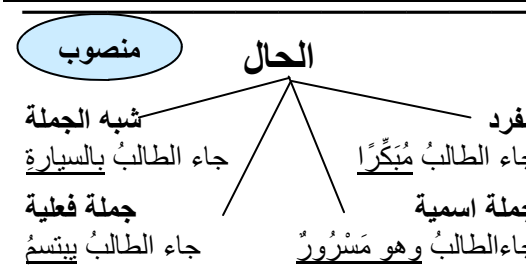 الحال
منصوب
مفرد
شبه الجملة
جاء الطالبُ مُبَكِّرًا
جاء الطالبُ بالسيارةِ
جملة اسمية
جملة فعلية
جاءالطالبُ وهو مَسْرُورٌ
جاء الطالبُ يبتسمُ